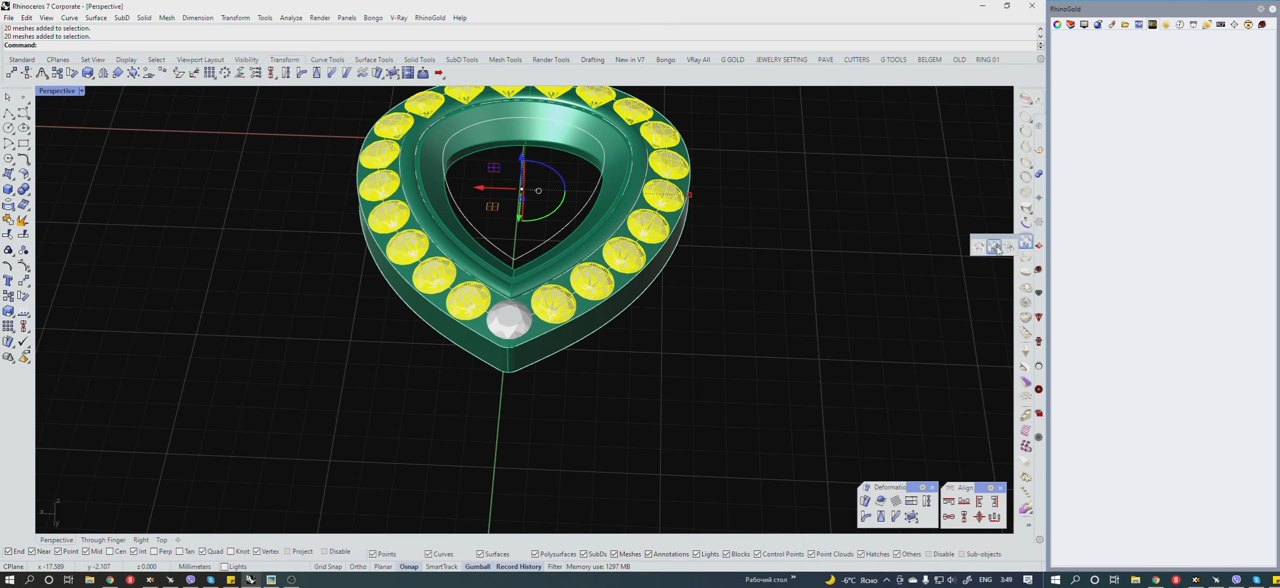 Rhinoceros 7 Corporate - [Perspective]
RhinoGold
File Edit View Curve Surface SubD Solid Mesh Dimension Transform Tools Analyze Render Panels Bongo V-Ray RhinoGold Help
20 meshes added to selection.
20 meshes added to selection.
Command:
Standard CPlanes Set View Viewport Layout Visibility Transform Curve Tools Surface Tools Solid Tools SubD Tools Mesh Tools Render Tools Drafting New in V7 Bongo VRay All G GOLD JEWELRY SETTING PAVE CUTTERS G TOOLS BELGEM OLD RING 01
Perspective
Deformatio
Align
z
x
y
Perspective Through Finger Right Top
End Near Point Mid Cen Int Perp Tan Quad Knot Vertex Project Disable Points Curves Surfaces Polysurfaces SubDs Meshes Annotations Lights Blocks Control Points Point Clouds Hatches Others Disable Sub-objects
CPlane x -17.589 y -2.107 z 0.000 Millimeters Lights Grid Snap Ortho Planar Osnap SmartTrack Gumball Record History Filter Memory use: 1297 MB
Рабочий стол -6°C Ясно ENG 3:49